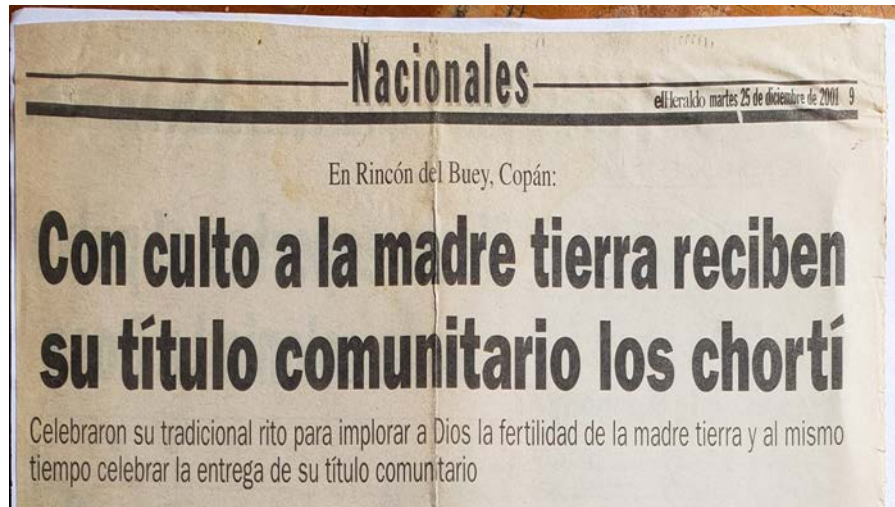 Nacionales
elHeraldo martes 25 de diciembre de 2001 9
En Rincón del Buey, Copán:
Con culto a la madre tierra reciben
su título comunitario los chortí
Celebraron su tradicional rito para implorar a Dios la fertilidad de la madre tierra y al mismo
tiempo celebrar la entrega de su título comunitario